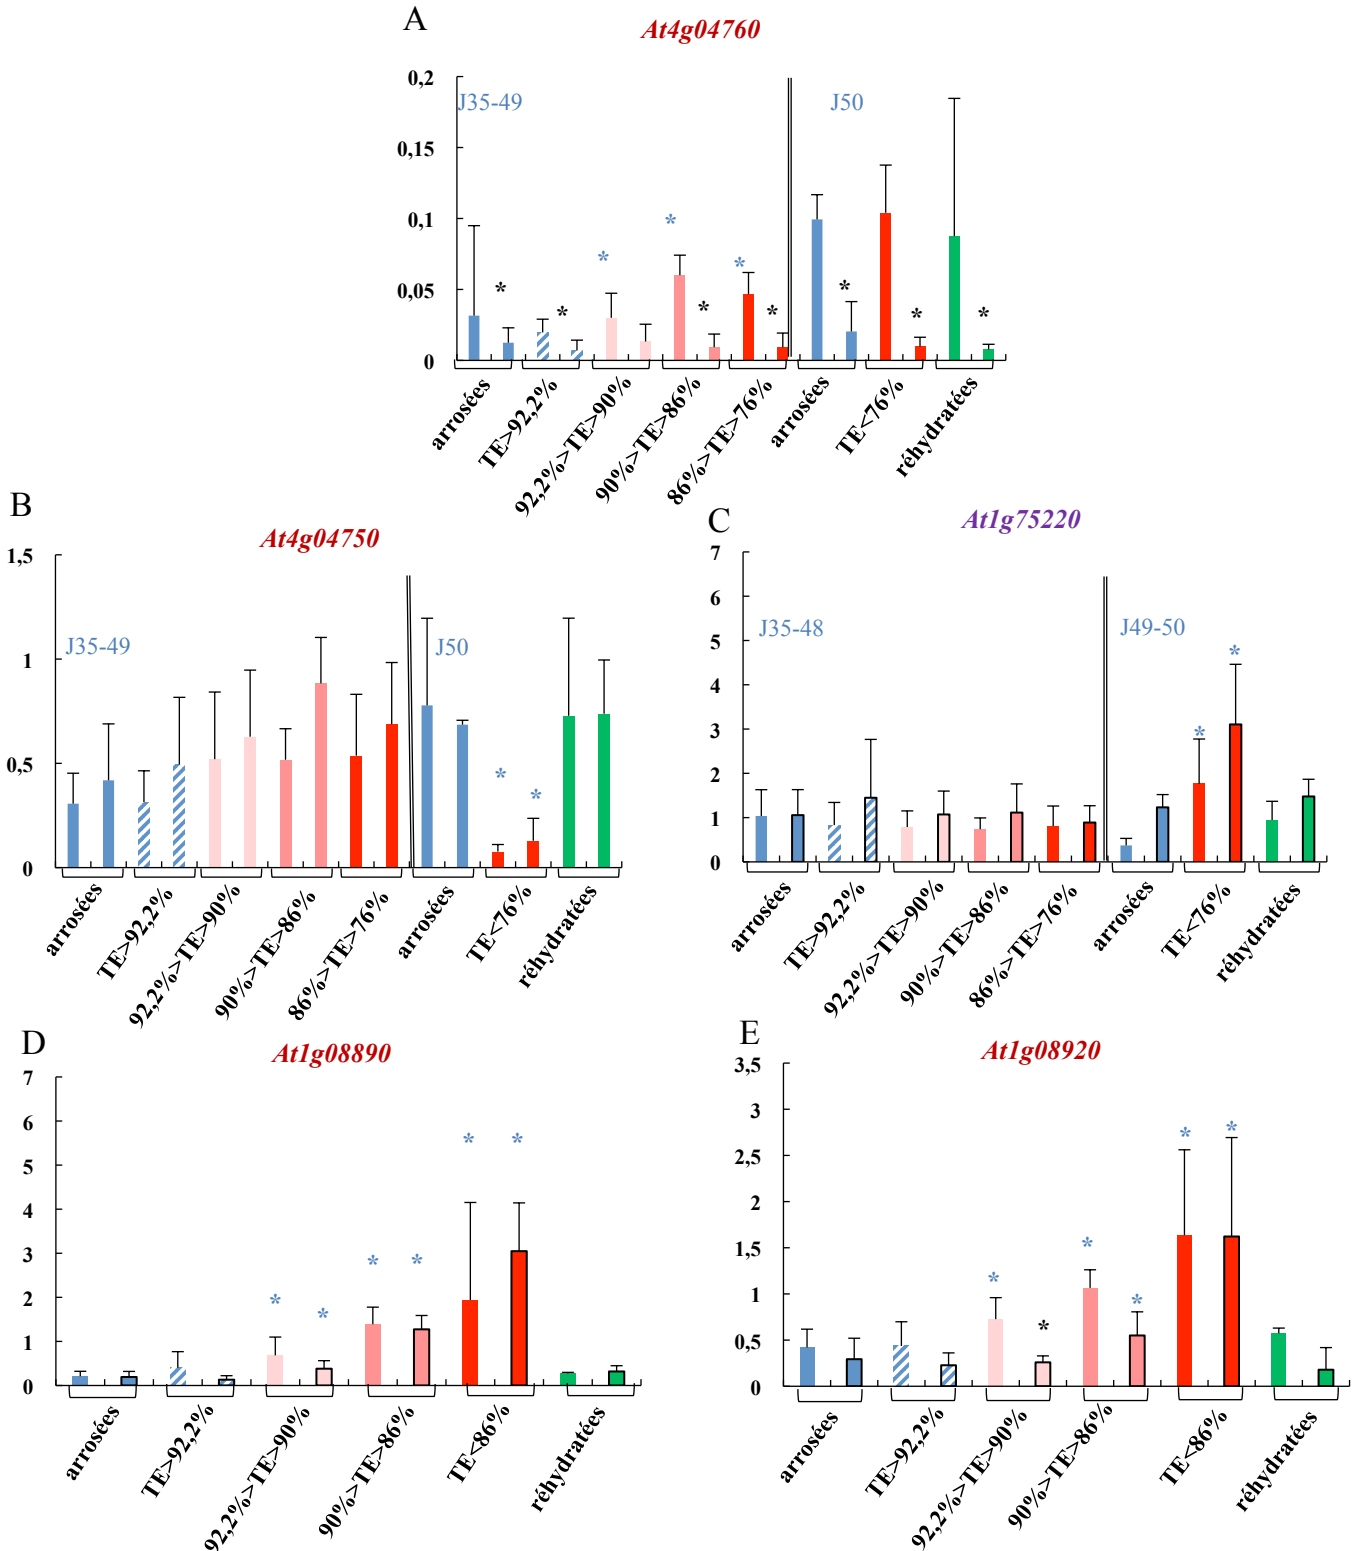 A
At4g04760
0,2
0,15
0,1
0,05
0
J35-49
J50
* * * * * * * * * *
arrosées
TE>92,2%
92,2%>TE>90%
90%>TE>86%
86%>TE>76%
arrosées
TE<76%
réhydratées
B
At4g04750
1,5
1
0,5
0
J35-49
J50
* *
arrosées
TE>92,2%
92,2%>TE>90%
90%>TE>86%
86%>TE>76%
arrosées
TE<76%
réhydratées
C
At1g75220
7
6
5
4
3
2
1
0
J35-48
J49-50
* *
arrosées
TE>92,2%
92,2%>TE>90%
90%>TE>86%
86%>TE>76%
arrosées
TE<76%
réhydratées
D
At1g08890
7
6
5
4
3
2
1
0
* * * * * *
arrosées
TE>92,2%
92,2%>TE>90%
90%>TE>86%
TE<86%
réhydratées
E
At1g08920
3,5
3
2,5
2
1,5
1
0,5
0
* * * * * *
arrosées
TE>92,2%
92,2%>TE>90%
90%>TE>86%
TE<86%
réhydratées